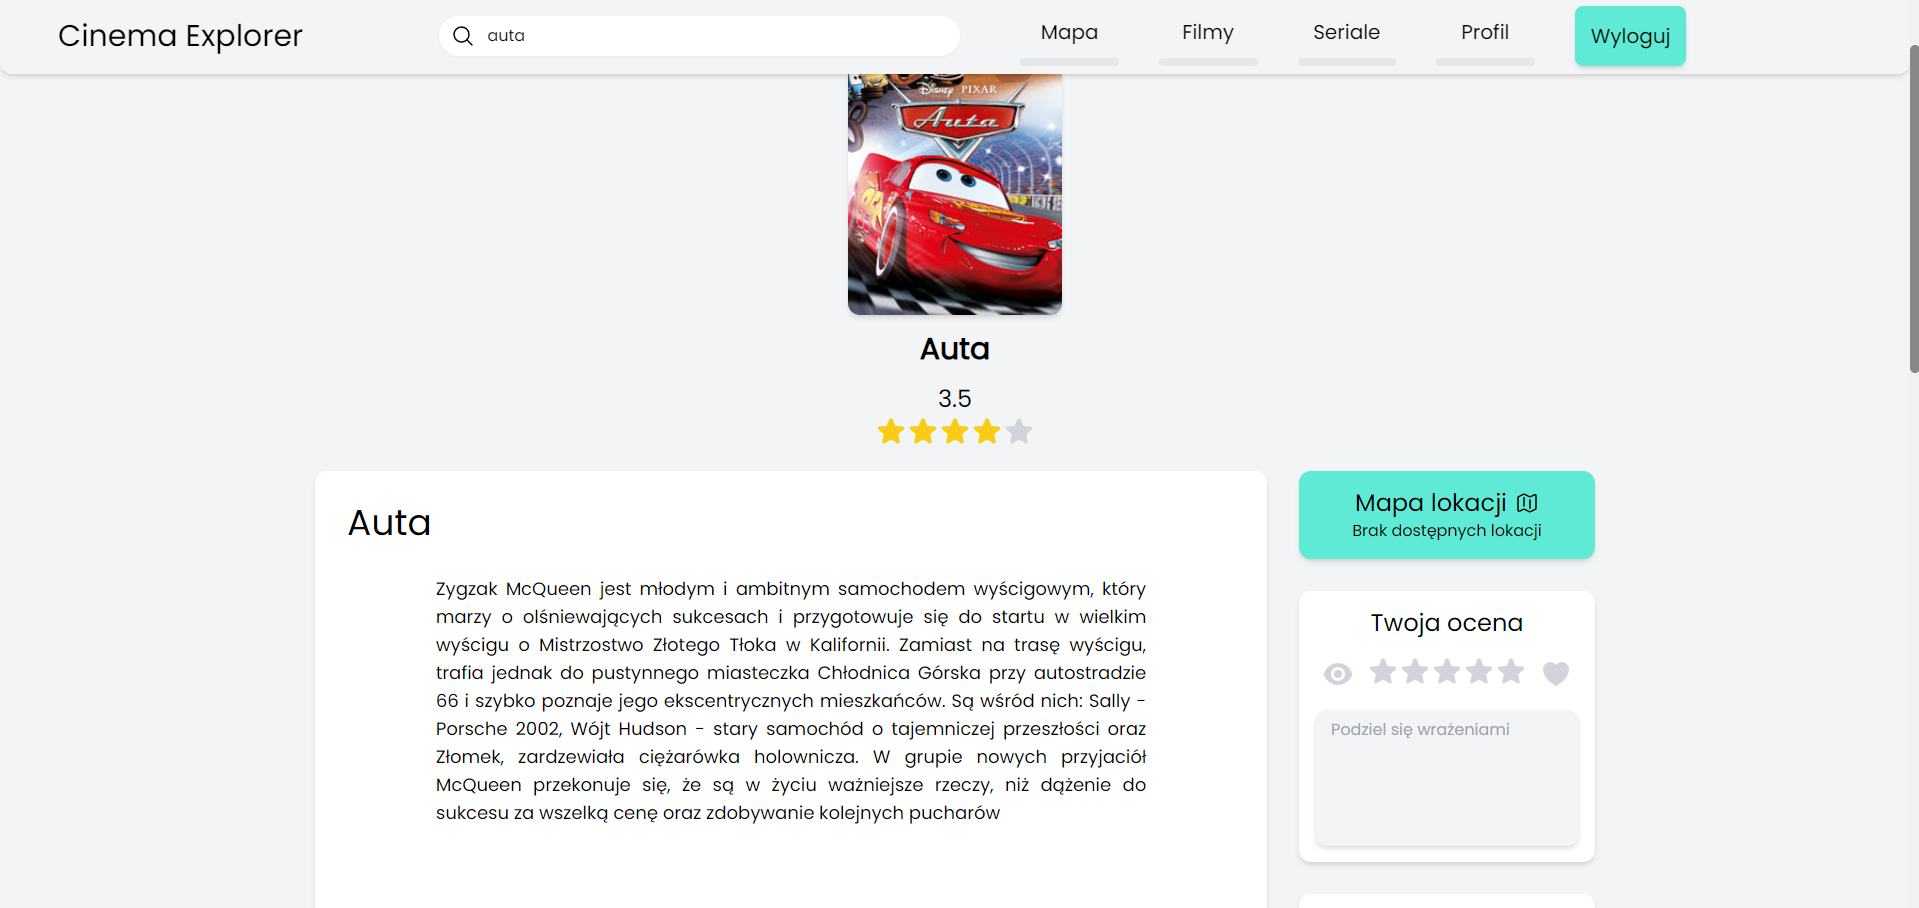 Cinema Explorer
auta
Mapa
Filmy
Seriale
Profil
Wyloguj
Disney · PIXAR
Auta
Auta
3.5
Auta
Zygzak McQueen jest młodym i ambitnym samochodem wyścigowym, który
marzy o olśniewających sukcesach i przygotowuje się do startu w wielkim
wyścigu o Mistrzostwo Złotego Tłoka w Kalifornii. Zamiast na trasę wyścigu,
trafia jednak do pustynnego miasteczka Chłodnica Górska przy autostradzie
66 i szybko poznaje jego ekscentrycznych mieszkańców. Są wśród nich: Sally -
Porsche 2002, Wójt Hudson - stary samochód o tajemniczej przeszłości oraz
Złomek, zardzewiała ciężarówka holownicza. W grupie nowych przyjaciół
McQueen przekonuje się, że są w życiu ważniejsze rzeczy, niż dążenie do
sukcesu za wszelką cenę oraz zdobywanie kolejnych pucharów
Mapa lokacji
Brak dostępnych lokacji
Twoja ocena
Podziel się wrażeniami